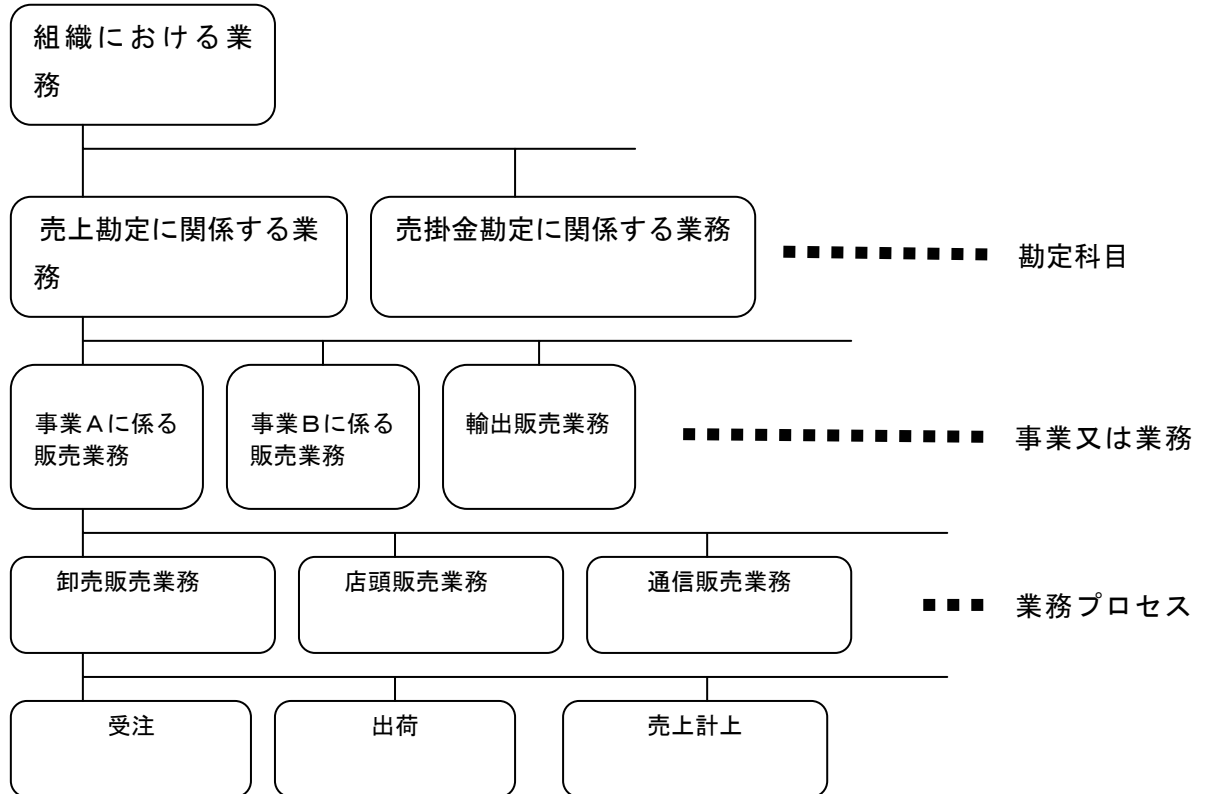 組織における業
務
売上勘定に関係する業
務
売掛金勘定に関係する業務
勘定科目
事業Aに係る
販売業務
事業Bに係る
販売業務
輸出販売業務
事業又は業務
卸売販売業務
店頭販売業務
通信販売業務
業務プロセス
受注
出荷
売上計上